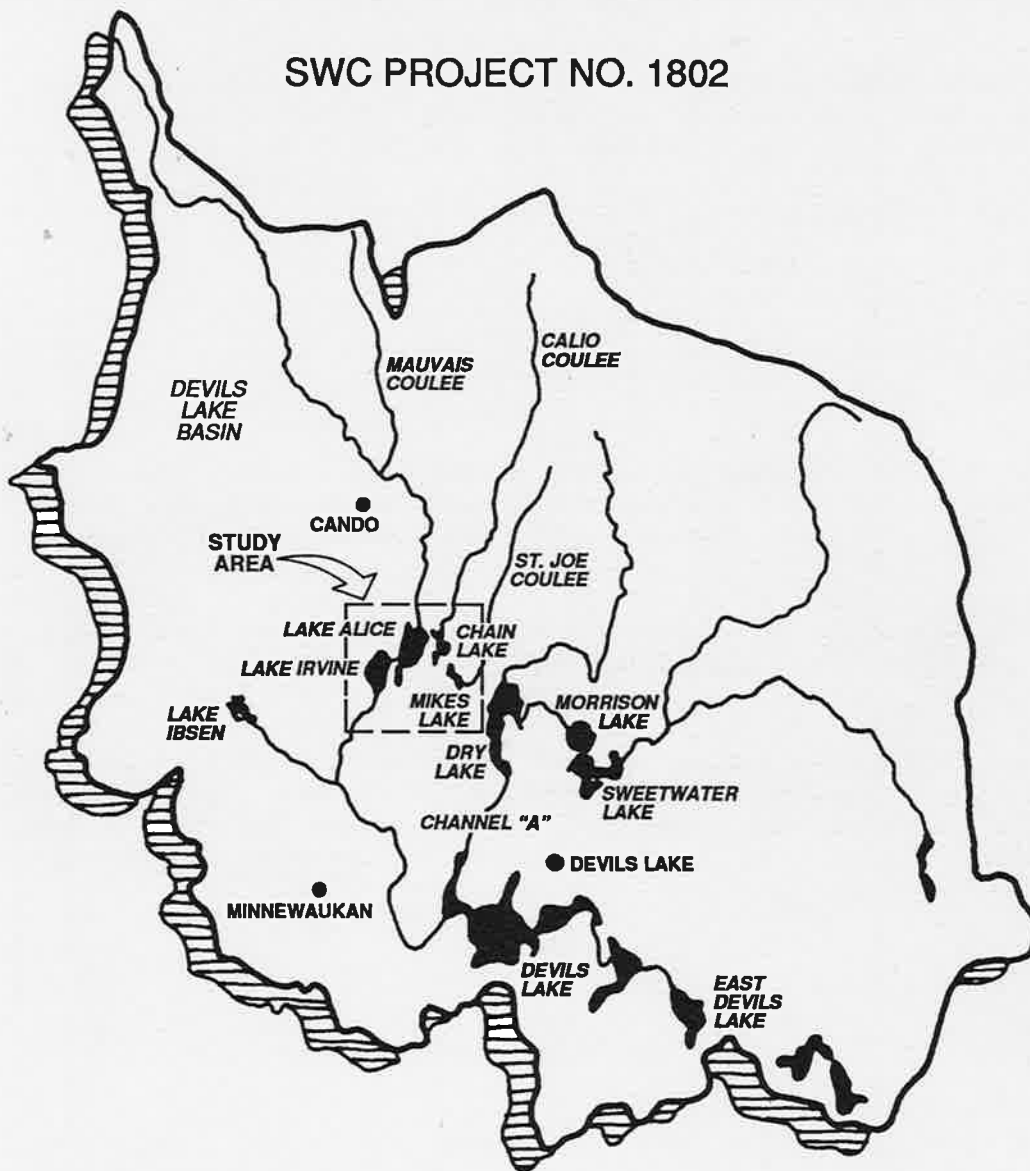 SWC PROJECT NO. 1802
MAUVAIS
COULEE
CALIO
COULEE
DEVILS
LAKE
BASIN
CANDO
STUDY
AREA
ST. JOE
COULEE
LAKE ALICE
CHAIN
LAKE
LAKE IRVINE
MIKES
LAKE
MORRISON
LAKE
LAKE
IBSEN
DRY
LAKE
SWEETWATER
LAKE
CHANNEL "A"
DEVILS LAKE
MINNEWAUKAN
DEVILS
LAKE
EAST
DEVILS
LAKE